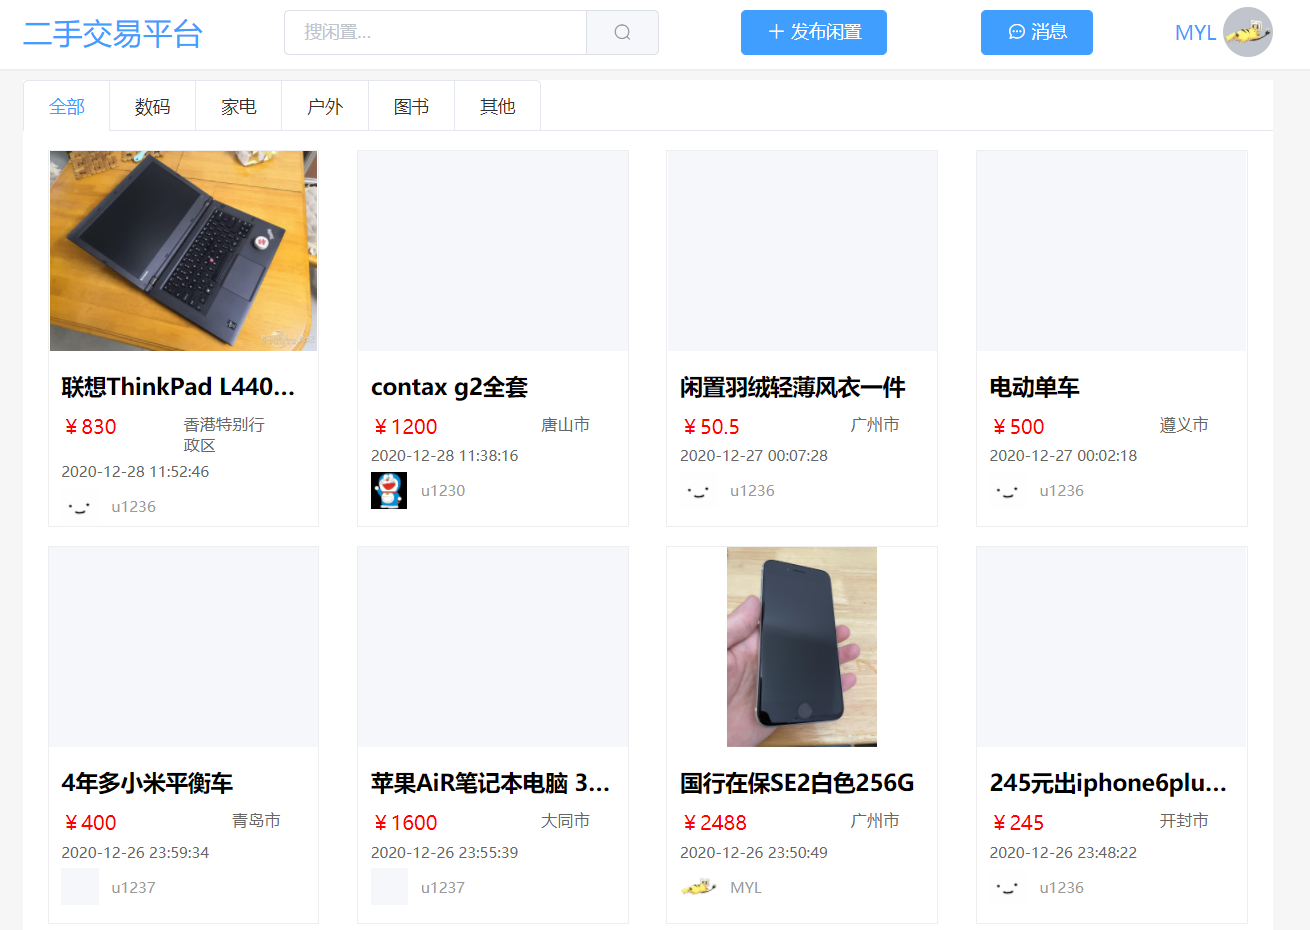 二手交易平台
搜闲置...
发布闲置
消息
MYL
全部
数码
家电
户外
图书
其他
联想ThinkPad L440...
￥830
香港特别行
政区
2020-12-28 11:52:46
u1236
contax g2全套
￥1200
唐山市
2020-12-28 11:38:16
u1230
闲置羽绒轻薄风衣一件
￥50.5
广州市
2020-12-27 00:07:28
u1236
电动单车
￥500
遵义市
2020-12-27 00:02:18
u1236
4年多小米平衡车
￥400
青岛市
2020-12-26 23:59:34
u1237
苹果AiR笔记本电脑 3...
￥1600
大同市
2020-12-26 23:55:39
u1237
国行在保SE2白色256G
￥2488
广州市
2020-12-26 23:50:49
MYL
245元出iphone6plu...
￥245
开封市
2020-12-26 23:48:22
u1236